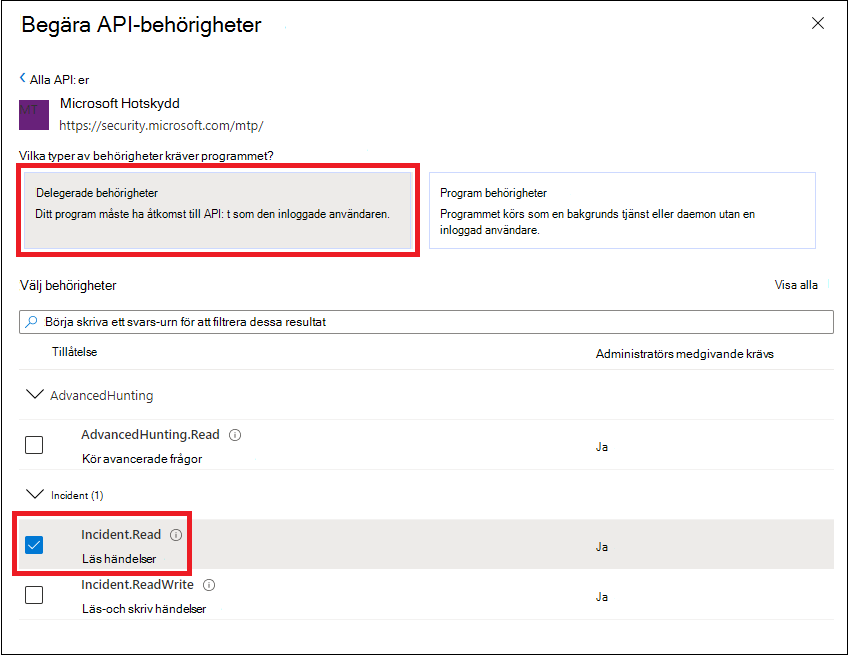 Begära API-behörigheter
Alla API: er
MT
Microsoft Hotskydd
https://security.microsoft.com/mtp/
Vilka typer av behörigheter kräver programmet?
Delegerade behörigheter
Ditt program måste ha åtkomst till API: t som den inloggade användaren.
Program behörigheter
Programmet körs som en bakgrunds tjänst eller daemon utan en
inloggad användare.
Välj behörigheter
Visa alla
Börja skriva ett svars-urn för att filtrera dessa resultat
Tillåtelse
Administratörs medgivande krävs
AdvancedHunting
AdvancedHunting.Read
Kör avancerade frågor
Ja
Incident (1)
Incident.Read
Läs händelser
Ja
Incident.ReadWrite
Läs-och skriv händelser
Ja